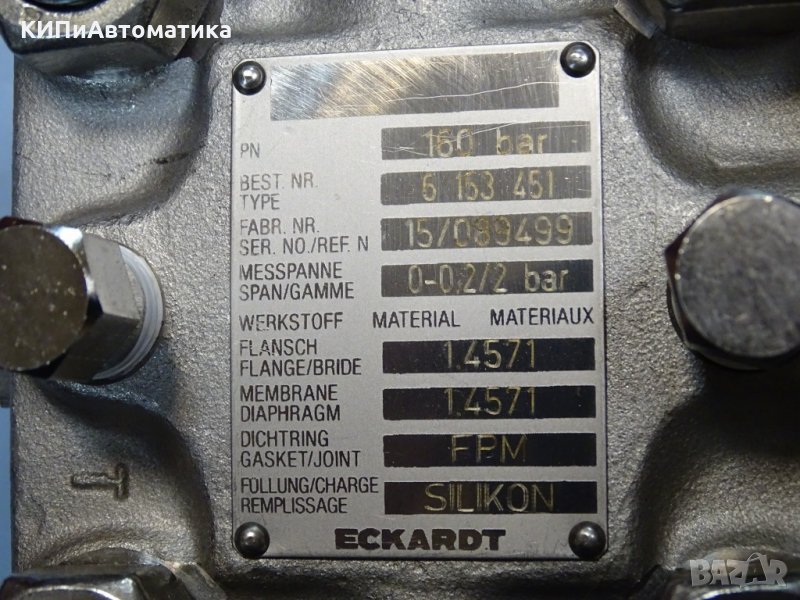 КИПиАвтоматика
PN 160 bar
BEST. NR. TYPE 6 153 451
FABR. NR. SER. NO./REF. N 15/089499
MESSPANNE SPAN/GAMME 0-0,2/2 bar
WERKSTOFF MATERIAL MATERIAUX
FLANSCH FLANGE/BRIDE 1.4571
MEMBRANE DIAPHRAGM 1.4571
DICHTRING GASKET/JOINT FPM
FÜLLUNG/CHARGE REMPLISSAGE SILIKON
ECKARDT
T
BAZAR